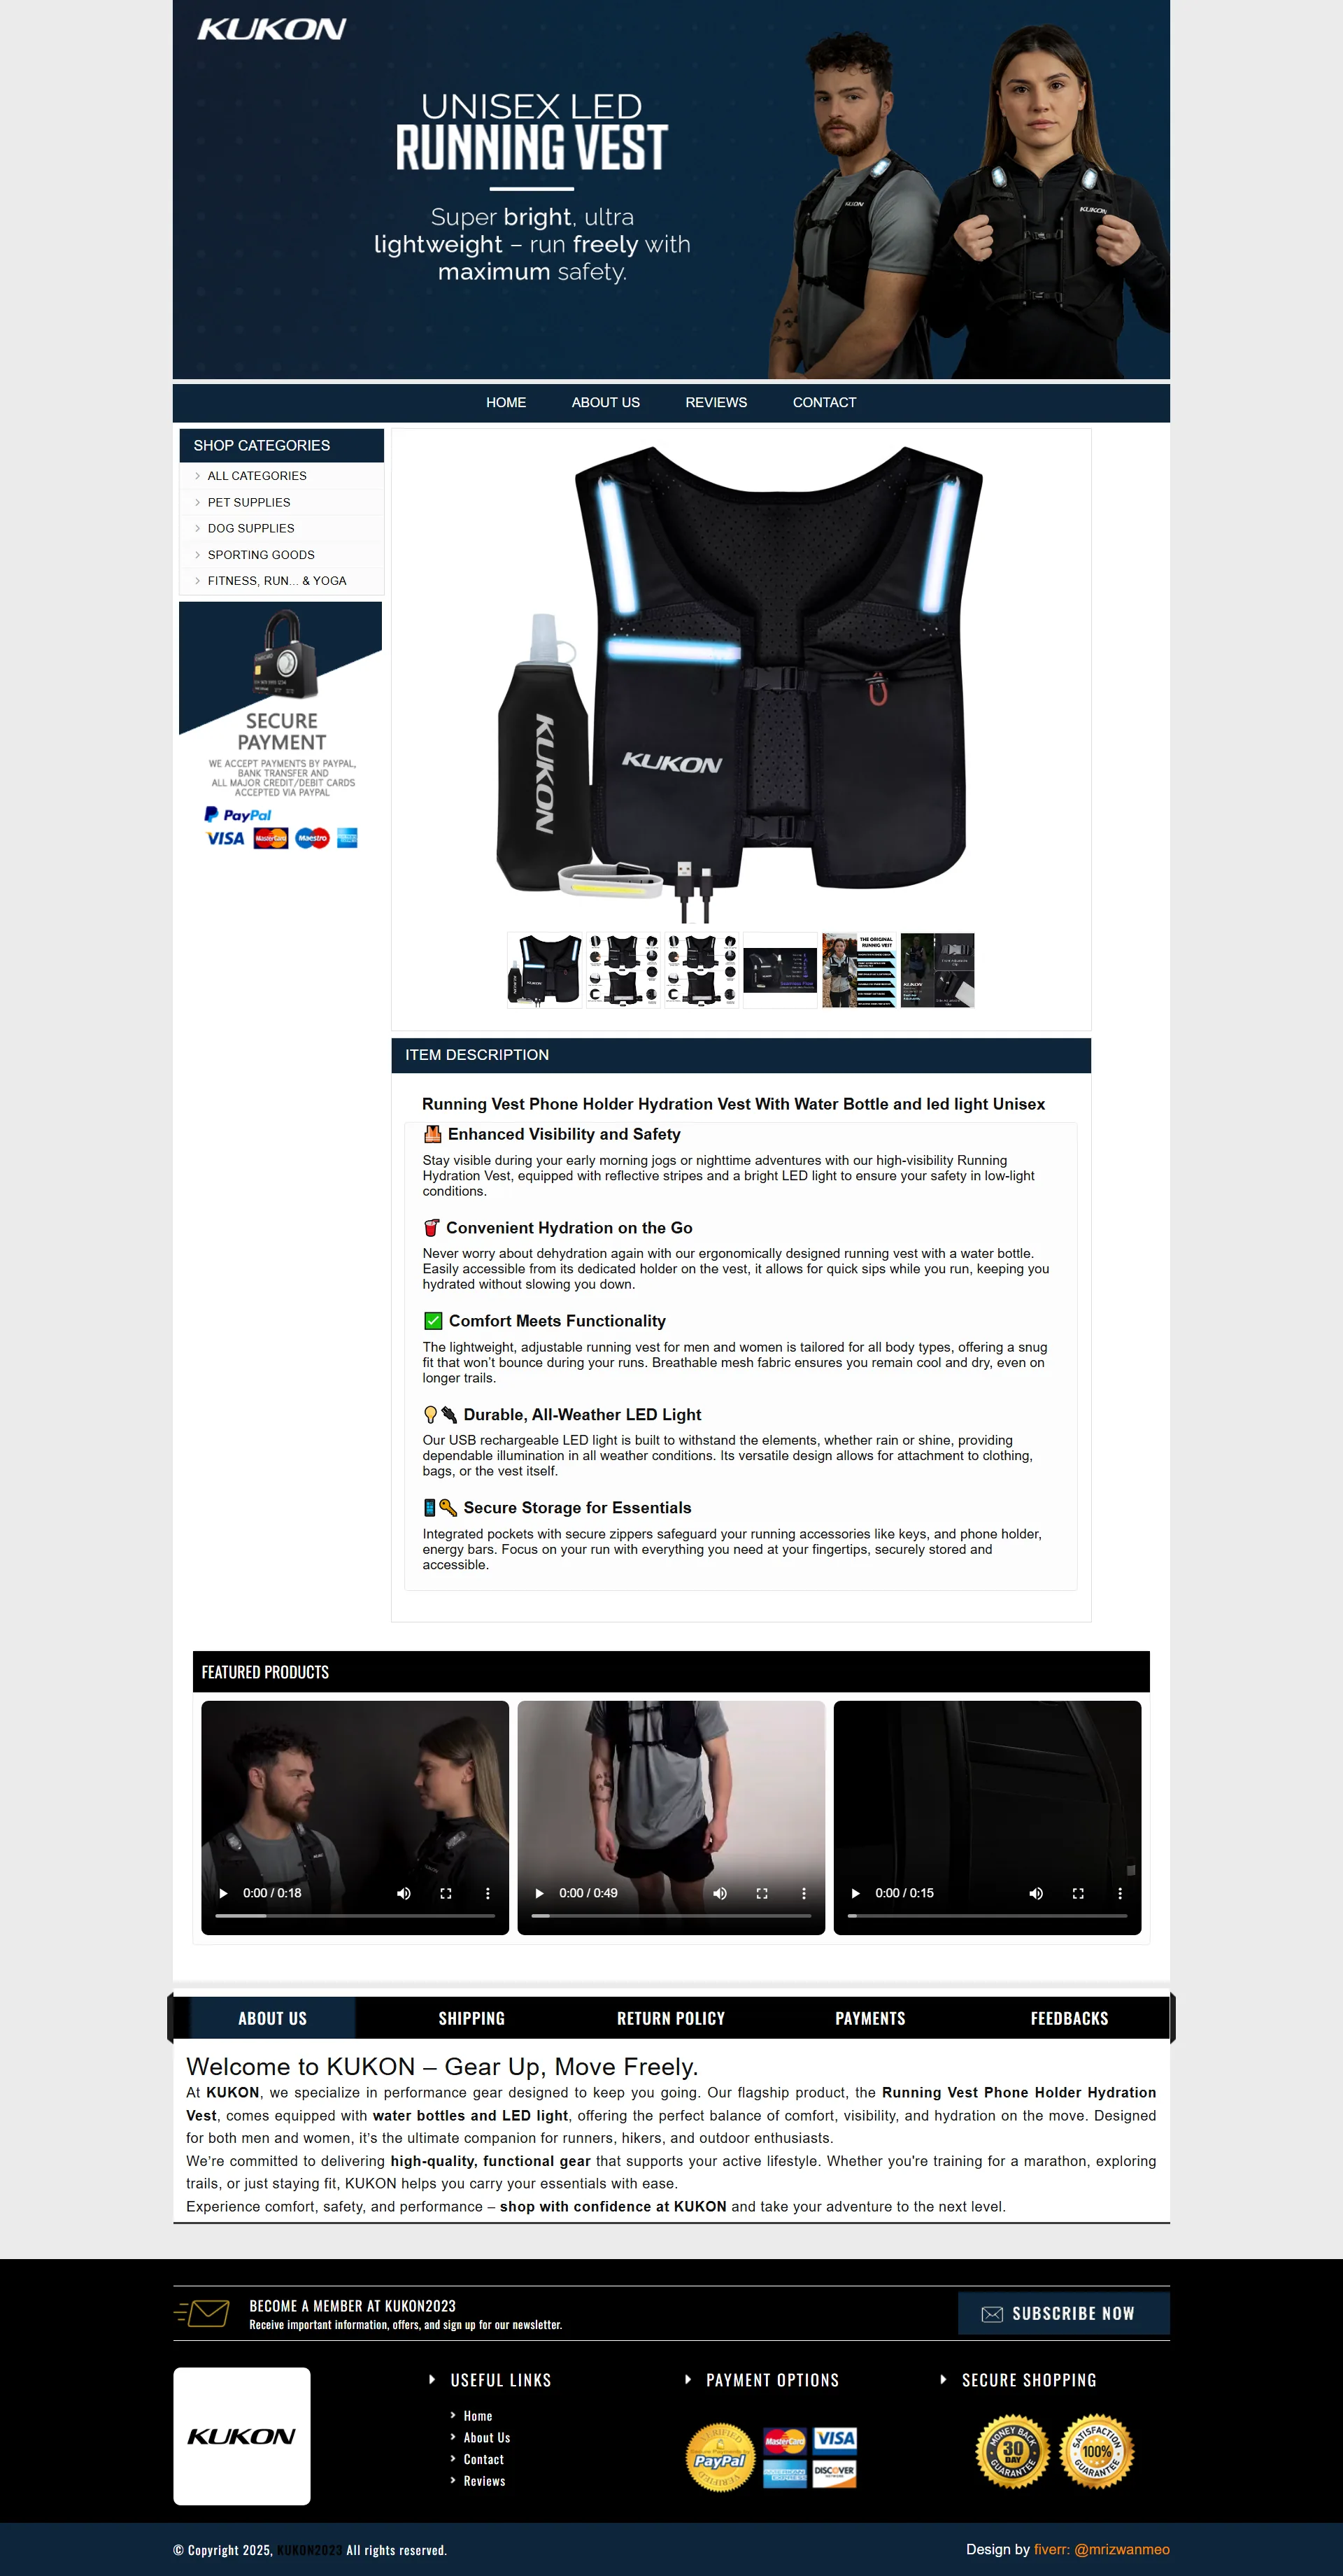 KUKON
UNISEX LED
RUNNING VEST
Super bright, ultra
lightweight – run freely with
maximum safety.
KUKON
KUKON
HOME
ABOUT US
REVIEWS
CONTACT
SHOP CATEGORIES
ALL CATEGORIES
PET SUPPLIES
DOG SUPPLIES
SPORTING GOODS
FITNESS, RUN... & YOGA
SECURE
PAYMENT
WE ACCEPT PAYMENTS BY PAYPAL,
BANK TRANSFER AND
ALL MAJOR CREDIT/DEBIT CARDS
ACCEPTED VIA PAYPAL
PayPal
VISA MasterCard Maestro
KUKON
KUKON
THE ORIGINAL
RUNNIG VEST
KUKON
ITEM DESCRIPTION
Running Vest Phone Holder Hydration Vest With Water Bottle and led light Unisex
Enhanced Visibility and Safety
Stay visible during your early morning jogs or nighttime adventures with our high-visibility Running
Hydration Vest, equipped with reflective stripes and a bright LED light to ensure your safety in low-light
conditions.
Convenient Hydration on the Go
Never worry about dehydration again with our ergonomically designed running vest with a water bottle.
Easily accessible from its dedicated holder on the vest, it allows for quick sips while you run, keeping you
hydrated without slowing you down.
Comfort Meets Functionality
The lightweight, adjustable running vest for men and women is tailored for all body types, offering a snug
fit that won’t bounce during your runs. Breathable mesh fabric ensures you remain cool and dry, even on
longer trails.
Durable, All-Weather LED Light
Our USB rechargeable LED light is built to withstand the elements, whether rain or shine, providing
dependable illumination in all weather conditions. Its versatile design allows for attachment to clothing,
bags, or the vest itself.
Secure Storage for Essentials
Integrated pockets with secure zippers safeguard your running accessories like keys, and phone holder,
energy bars. Focus on your run with everything you need at your fingertips, securely stored and
accessible.
FEATURED PRODUCTS
0:00 / 0:18
0:00 / 0:49
0:00 / 0:15
ABOUT US
SHIPPING
RETURN POLICY
PAYMENTS
FEEDBACKS
Welcome to KUKON – Gear Up, Move Freely.
At KUKON, we specialize in performance gear designed to keep you going. Our flagship product, the Running Vest Phone Holder Hydration
Vest, comes equipped with water bottles and LED light, offering the perfect balance of comfort, visibility, and hydration on the move. Designed
for both men and women, it’s the ultimate companion for runners, hikers, and outdoor enthusiasts.
We’re committed to delivering high-quality, functional gear that supports your active lifestyle. Whether you're training for a marathon, exploring
trails, or just staying fit, KUKON helps you carry your essentials with ease.
Experience comfort, safety, and performance – shop with confidence at KUKON and take your adventure to the next level.
BECOME A MEMBER AT KUKON2023
Receive important information, offers, and sign up for our newsletter.
SUBSCRIBE NOW
KUKON
USEFUL LINKS
Home
About Us
Contact
Reviews
PAYMENT OPTIONS
VERIFIED
PayPal
VERIFIED
MasterCard VISA
AMERICAN EXPRESS DISCOVER
SECURE SHOPPING
MONEY BACK
30
DAY
GUARANTEE
SATISFACTION
100%
GUARANTEE
© Copyright 2025, KUKON2023 All rights reserved.
Design by fiverr: @mrizwanmeo